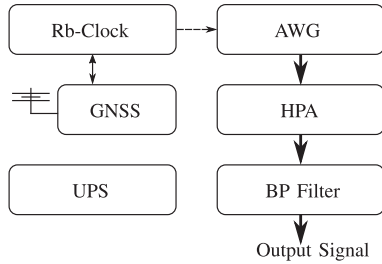 Rb-Clock
AWG
GNSS
HPA
UPS
BP Filter
Output Signal